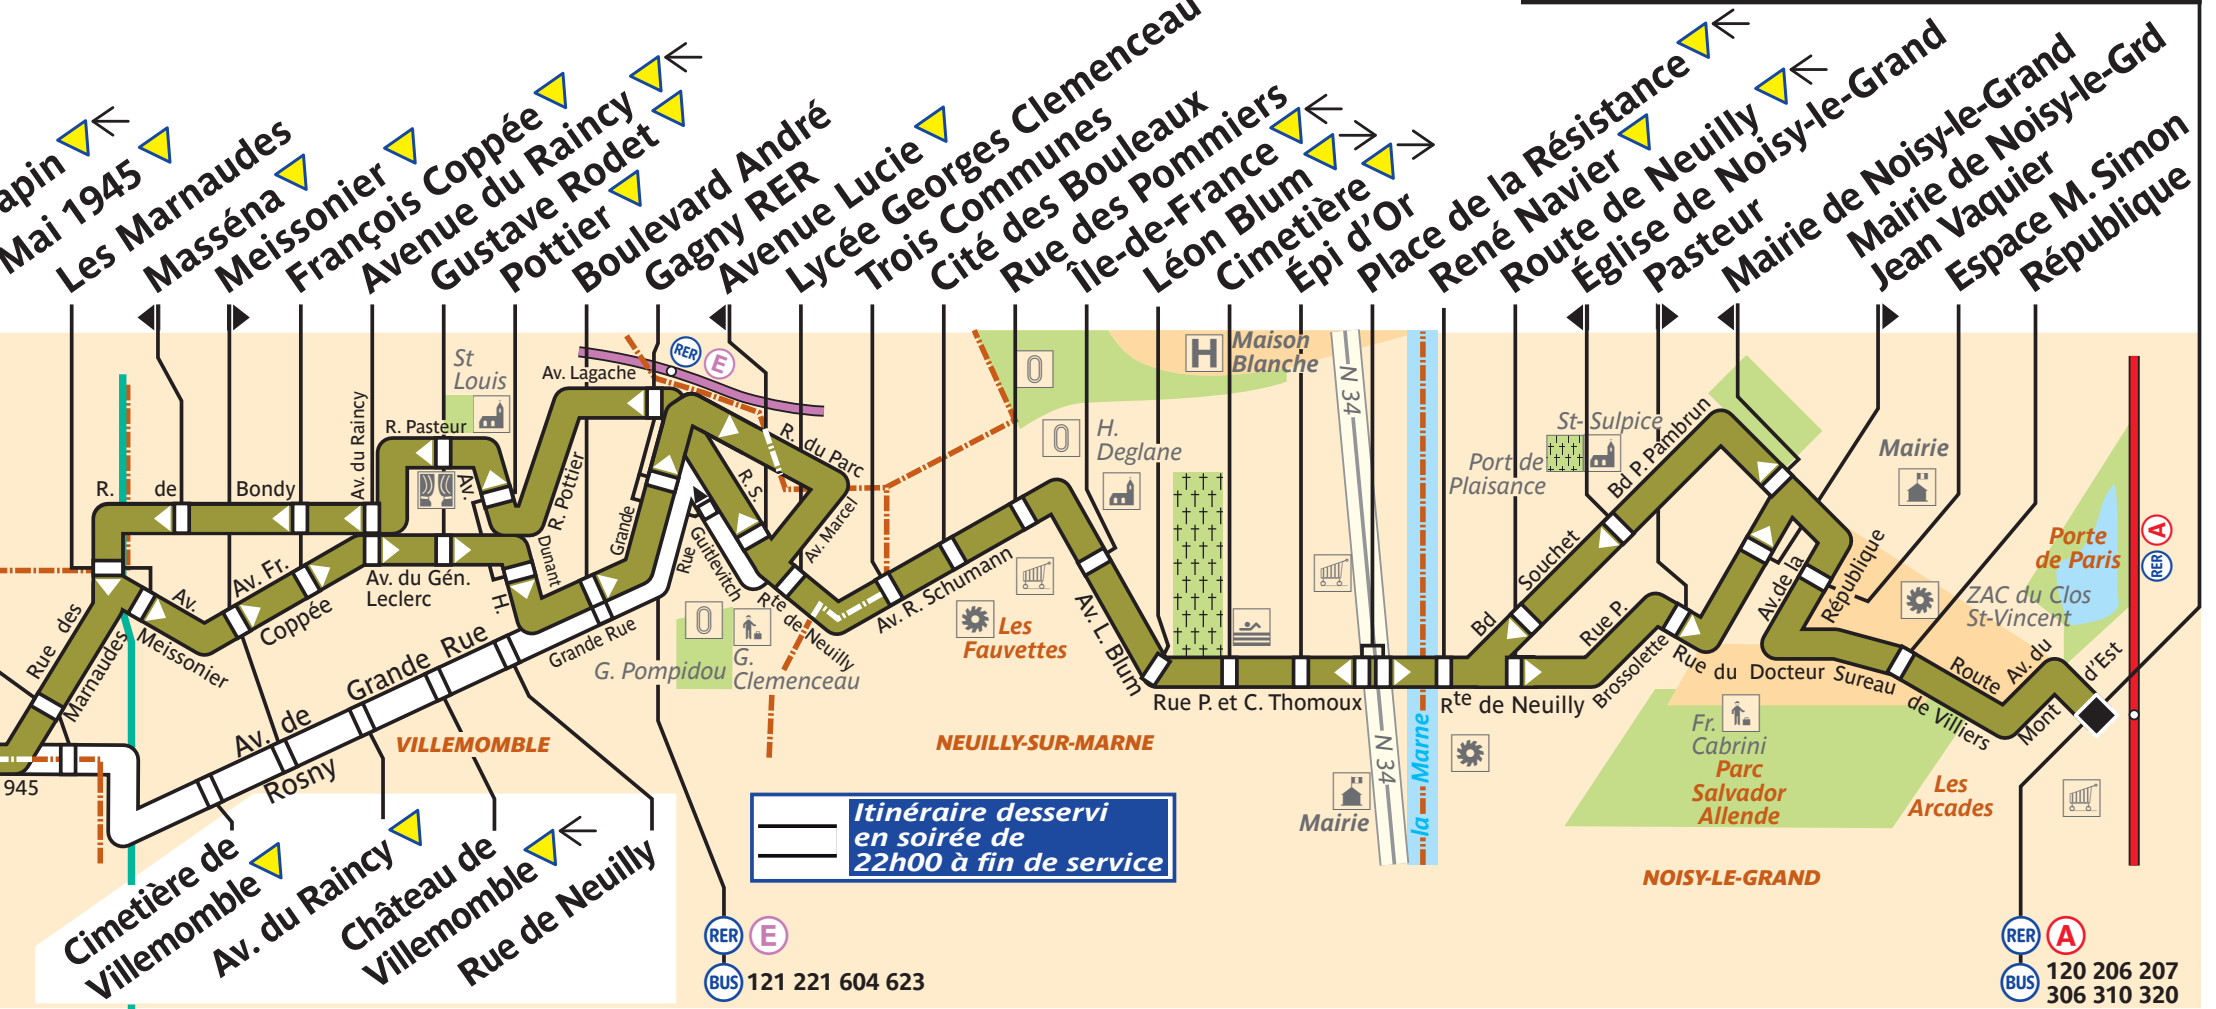 apin
Mai 1945
Les Marnaudes
Masséna
Meissonier
François Coppée
Avenue du Raincy
Gustave Rodet
Pottier
Boulevard André
Gagny RER
Avenue Lucie
Lycée Georges Clemenceau
Trois Communes
Cité des Bouleaux
Rue des Pommiers
Île-de-France
Léon Blum
Cimetière
Épi d’Or
Place de la Résistance
René Navier
Route de Neuilly
Église de Noisy-le-Grand
Pasteur
Mairie de Noisy-le-Grand
Mairie de Noisy-le-Grd
Jean Vaquier
Espace M. Simon
République
St
Louis
Av. Lagache
RER E
Maison
Blanche
H
N 34
Av. du Raincy
R. Pasteur
R. de Bondy
Av.
R. Pottier
R. du Parc
R.S.
Av. Marcel
H.
Deglane
St-Sulpice
Port de
Plaisance
Bd P. Pambrun
Mairie
Porte
de Paris
A
RER
Rue des
Marnaudes
Av.
Meissonier
Av. Fr.
Coppée
Av. du Gén.
Leclerc
H.
Dunant
Grande
Rue
Guitlevitch
Rte de Neuilly
Av. R. Schumann
Les
Fauvettes
Av. L. Blum
Bd Souchet
Rue P.
Brossolette
Av. de la
République
ZAC du Clos
St-Vincent
Grande Rue
Grande Rue
G. Pompidou
G.
Clemenceau
Rue P. et C. Thomoux
Rte de Neuilly
Rue du Docteur Sureau
Route
de Villiers
Av. du
Mont d’Est
Av. de
Rosny
945
VILLEMOMBLE
NEUILLY-SUR-MARNE
la Marne
N 34
Mairie
Fr.
Cabrini
Parc
Salvador
Allende
Les
Arcades
NOISY-LE-GRAND
Itinéraire desservi
en soirée de
22h00 à fin de service
Cimetière de
Villemomble
Av. du Raincy
Château de
Villemomble
Rue de Neuilly
RER E
BUS 121 221 604 623
RER A
BUS 120 206 207
306 310 320